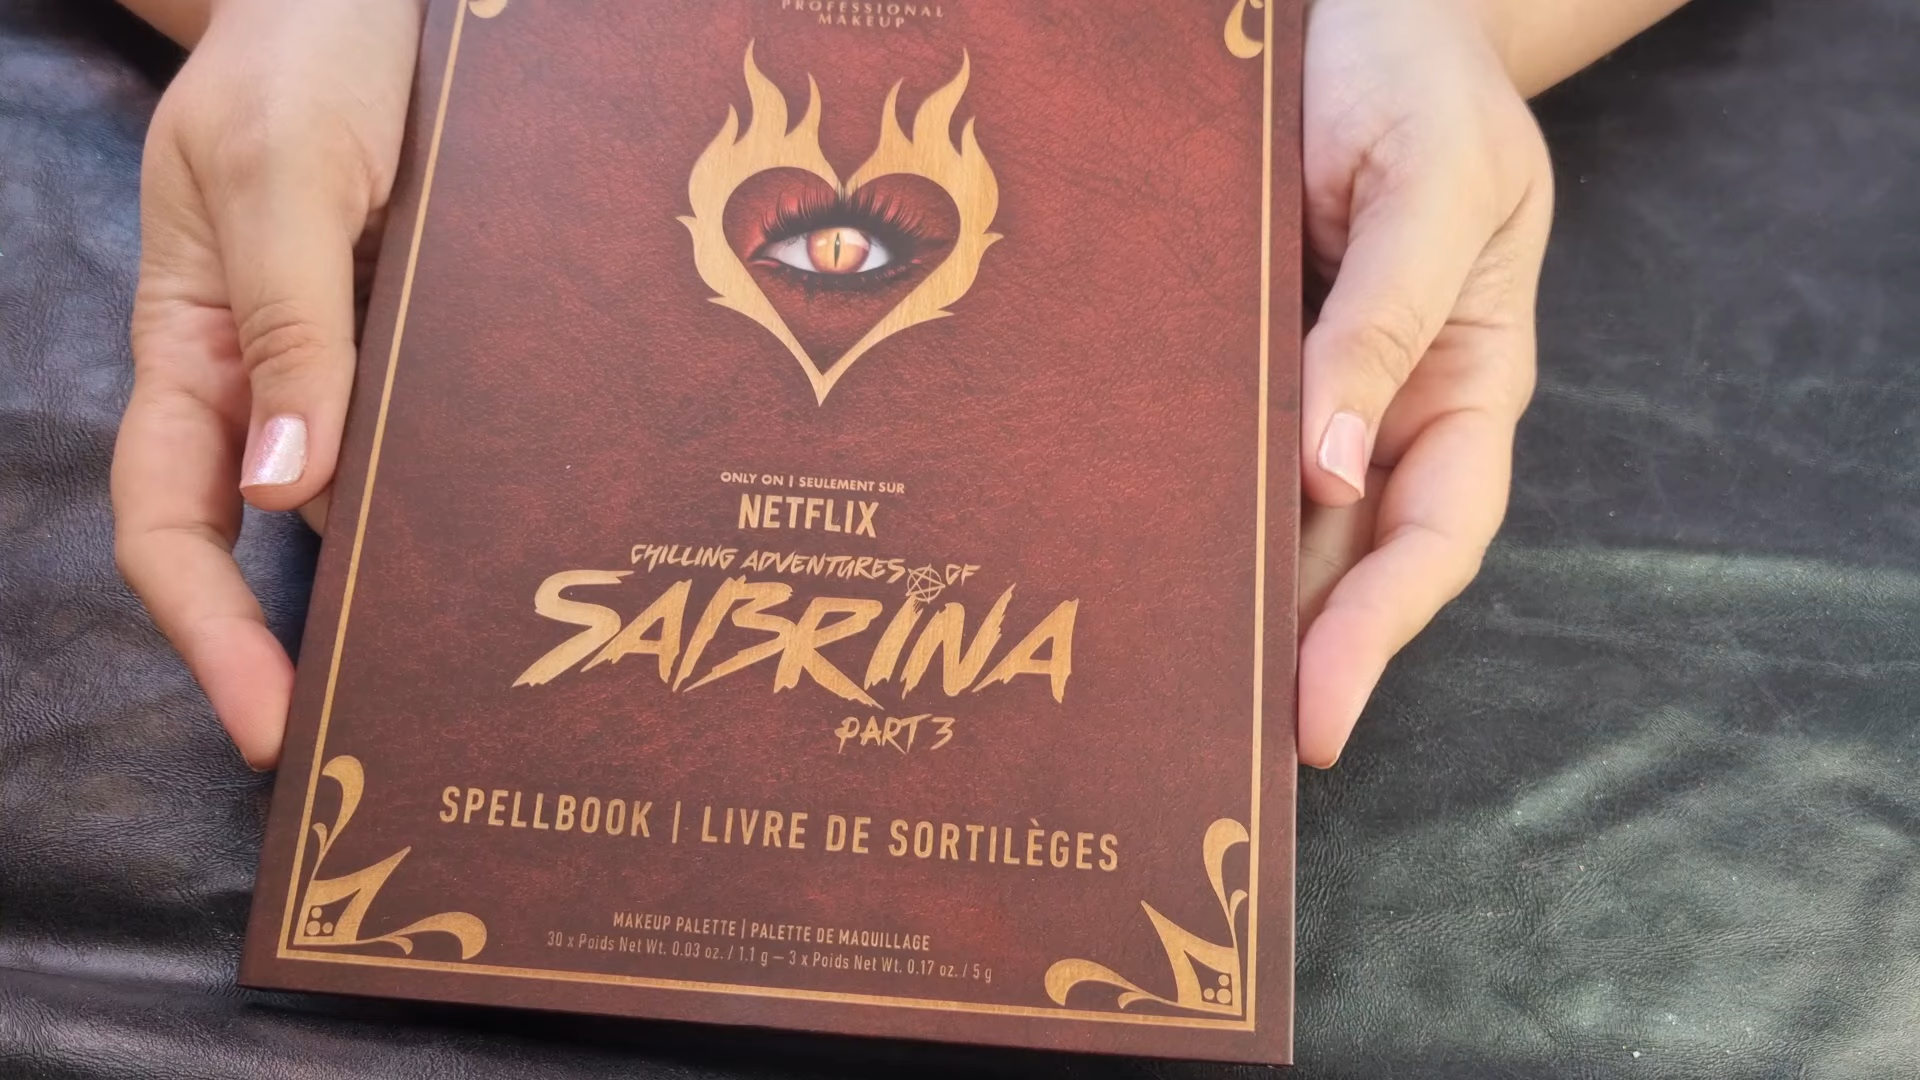 PROFESSIONAL
MAKEUP
ONLY ON | SEULEMENT SUR
NETFLIX
CHILLING ADVENTURES OF
SABRINA
PART 3
SPELLBOOK | LIVRE DE SORTILÈGES
MAKEUP PALETTE | PALETTE DE MAQUILLAGE
30 x Poids Net Wt. 0.03 oz. / 1.1 g — 3 x Poids Net Wt. 0.17 oz. / 5 g